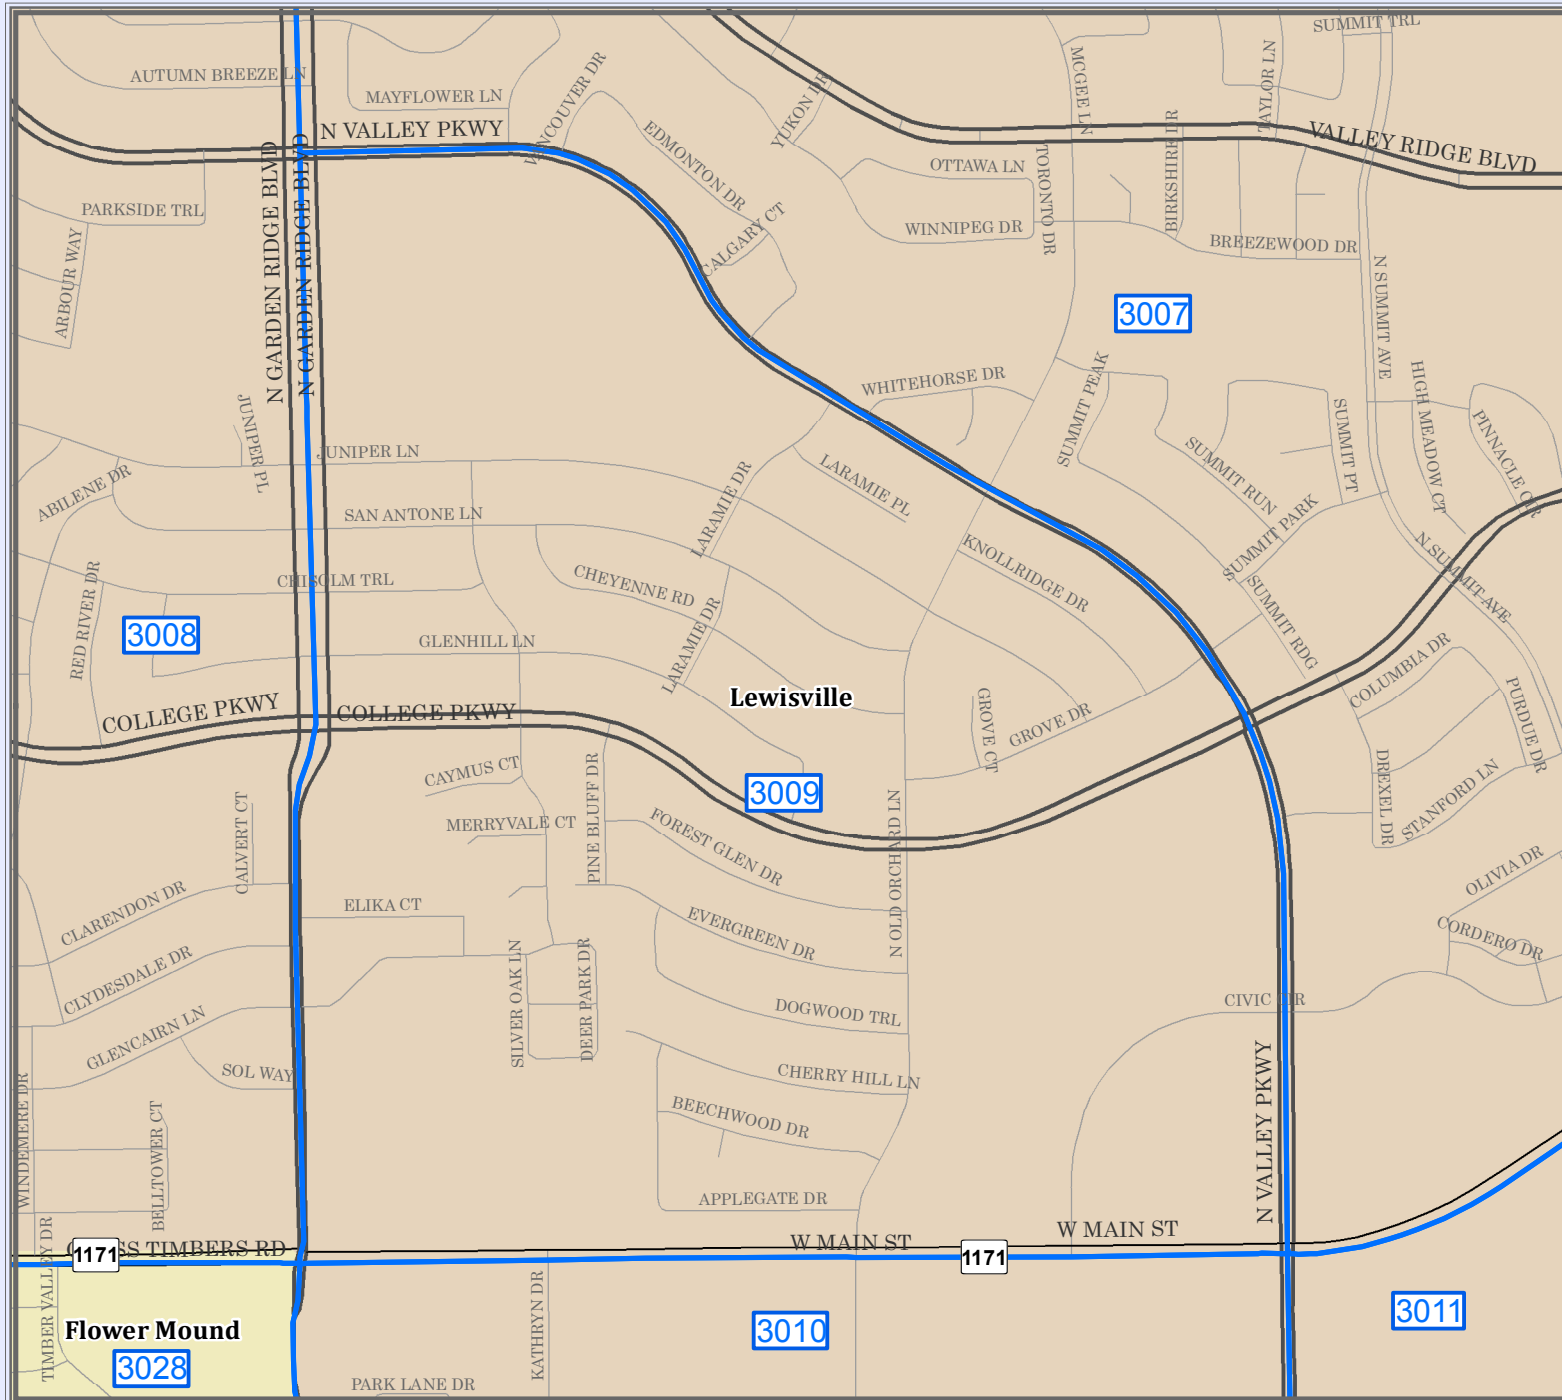 SUMMIT TRL
AUTUMN BREEZE LN
MAYFLOWER LN
VANCOUVER DR
YUKON DR
MCGEE LN
TAYLOR LN
N VALLEY PKWY
EDMONTON DR
OTTAWA LN
TORONTO DR
BIRKSHIRE DR
VALLEY RIDGE BLVD
PARKSIDE TRL
ARBOUR WAY
N GARDEN RIDGE BLVD
N GARDEN RIDGE BLVD
CALGARY CT
WINNIPEG DR
BREEZEWOOD DR
N SUMMIT AVE
3007
WHITEHORSE DR
SUMMIT PEAK
HIGH MEADOW CT
PINNACLE CIR
JUNIPER PL
JUNIPER LN
ABILENE DR
LARAMIE DR
LARAMIE PL
SUMMIT RUN
SUMMIT PT
SAN ANTONE LN
SUMMIT PARK
KNOLLRIDGE DR
N SUMMIT AVE
CHISOLM TRL
CHEYENNE RD
RED RIVER DR
3008
GLENHILL LN
LARAMIE DR
SUMMIT RDG
COLUMBIA DR
Lewisville
COLLEGE PKWY
COLLEGE PKWY
GROVE CT
GROVE DR
PURDUE DR
CAYMUS CT
3009
DREXEL DR
STANFORD LN
CALVERT CT
MERRYVALE CT
PINE BLUFF DR
FOREST GLEN DR
N OLD ORCHARD LN
OLIVIA DR
CLARENDON DR
ELIKA CT
EVERGREEN DR
CORDERO DR
CLYDESDALE DR
SILVER OAK LN
DEER PARK DR
DOGWOOD TRL
CIVIC CIR
GLENCAIRN LN
SOL WAY
CHERRY HILL LN
WINDEMERE DR
BELLTOWER CT
BEECHWOOD DR
N VALLEY PKWY
APPLEGATE DR
CROSS TIMBERS RD
1171
W MAIN ST
1171
W MAIN ST
TIMBER VALLEY DR
Flower Mound
3028
KATHRYN DR
3010
3011
PARK LANE DR